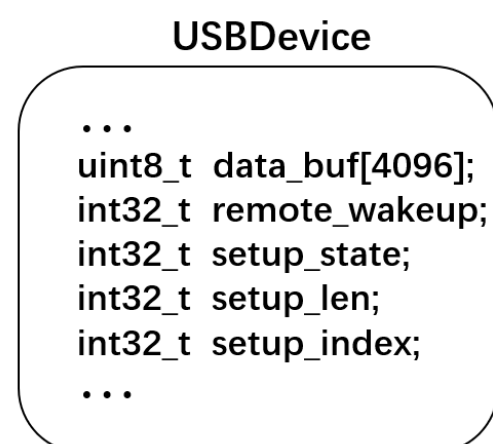 USBDevice
...
uint8_t data_buf[4096];
int32_t remote_wakeup;
int32_t setup_state;
int32_t setup_len;
int32_t setup_index;
...